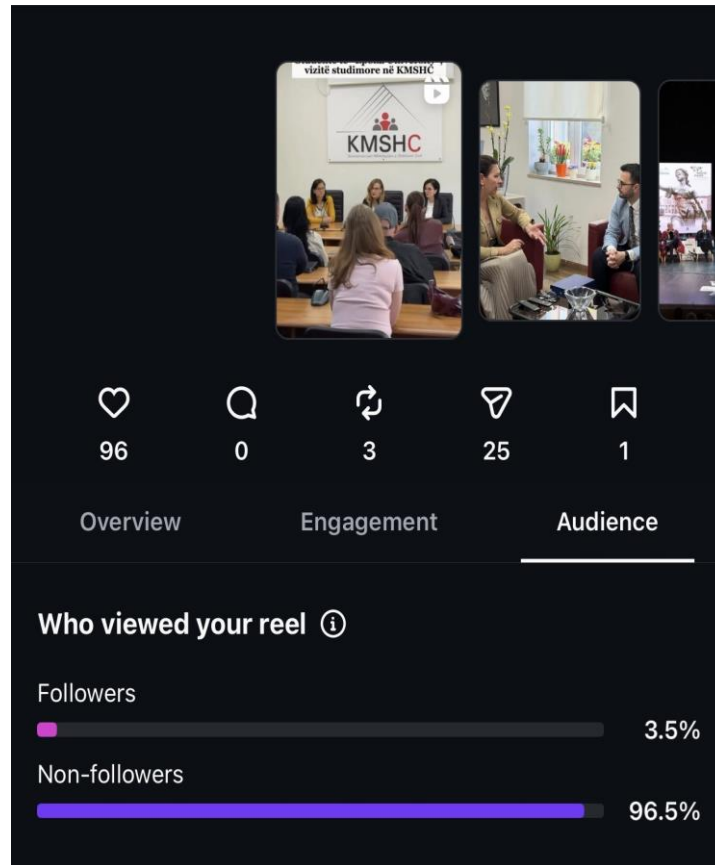 vizitë studimore në KMSHC
KMSHC
96
0
3
25
1
Overview
Engagement
Audience
Who viewed your reel
Followers
3.5%
Non-followers
96.5%